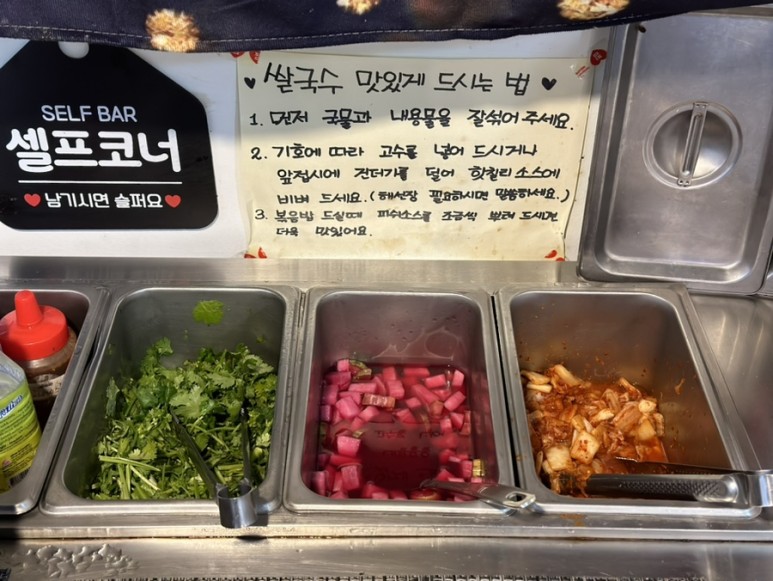 SELF BAR
셀프코너
남기시면 슬퍼요
쌀국수 맛있게 드시는 법
1. 먼저 국물과 내용물을 잘섞어 주세요.
2. 기호에 따라 고수를 넣어 드시거나
앞접시에 건더기를 덜어 핫칠리소스에
비벼 드세요. (해선장 필요하시면 말씀하세요.)
3. 볶음밥 드실때 피쉬소스를 조금씩 뿌려 드시면
더욱 맛있어요.